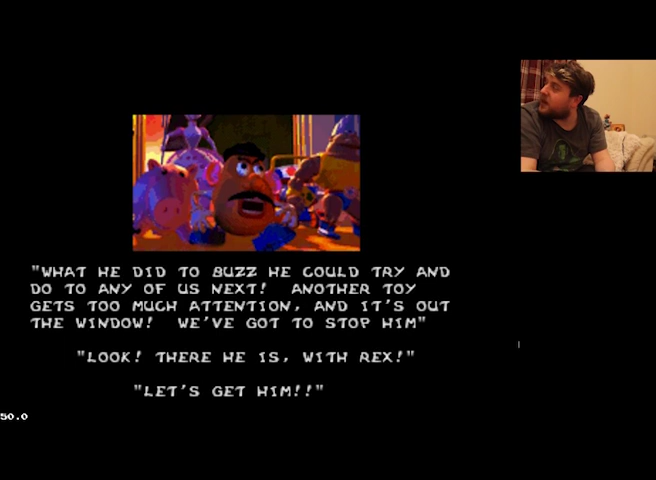 "WHAT HE DID TO BUZZ HE COULD TRY AND
DO TO ANY OF US NEXT! ANOTHER TOY
GETS TOO MUCH ATTENTION, AND IT'S OUT
THE WINDOW! WE'VE GOT TO STOP HIM"
"LOOK! THERE HE IS, WITH REX!"
"LET'S GET HIM!!"
50.0